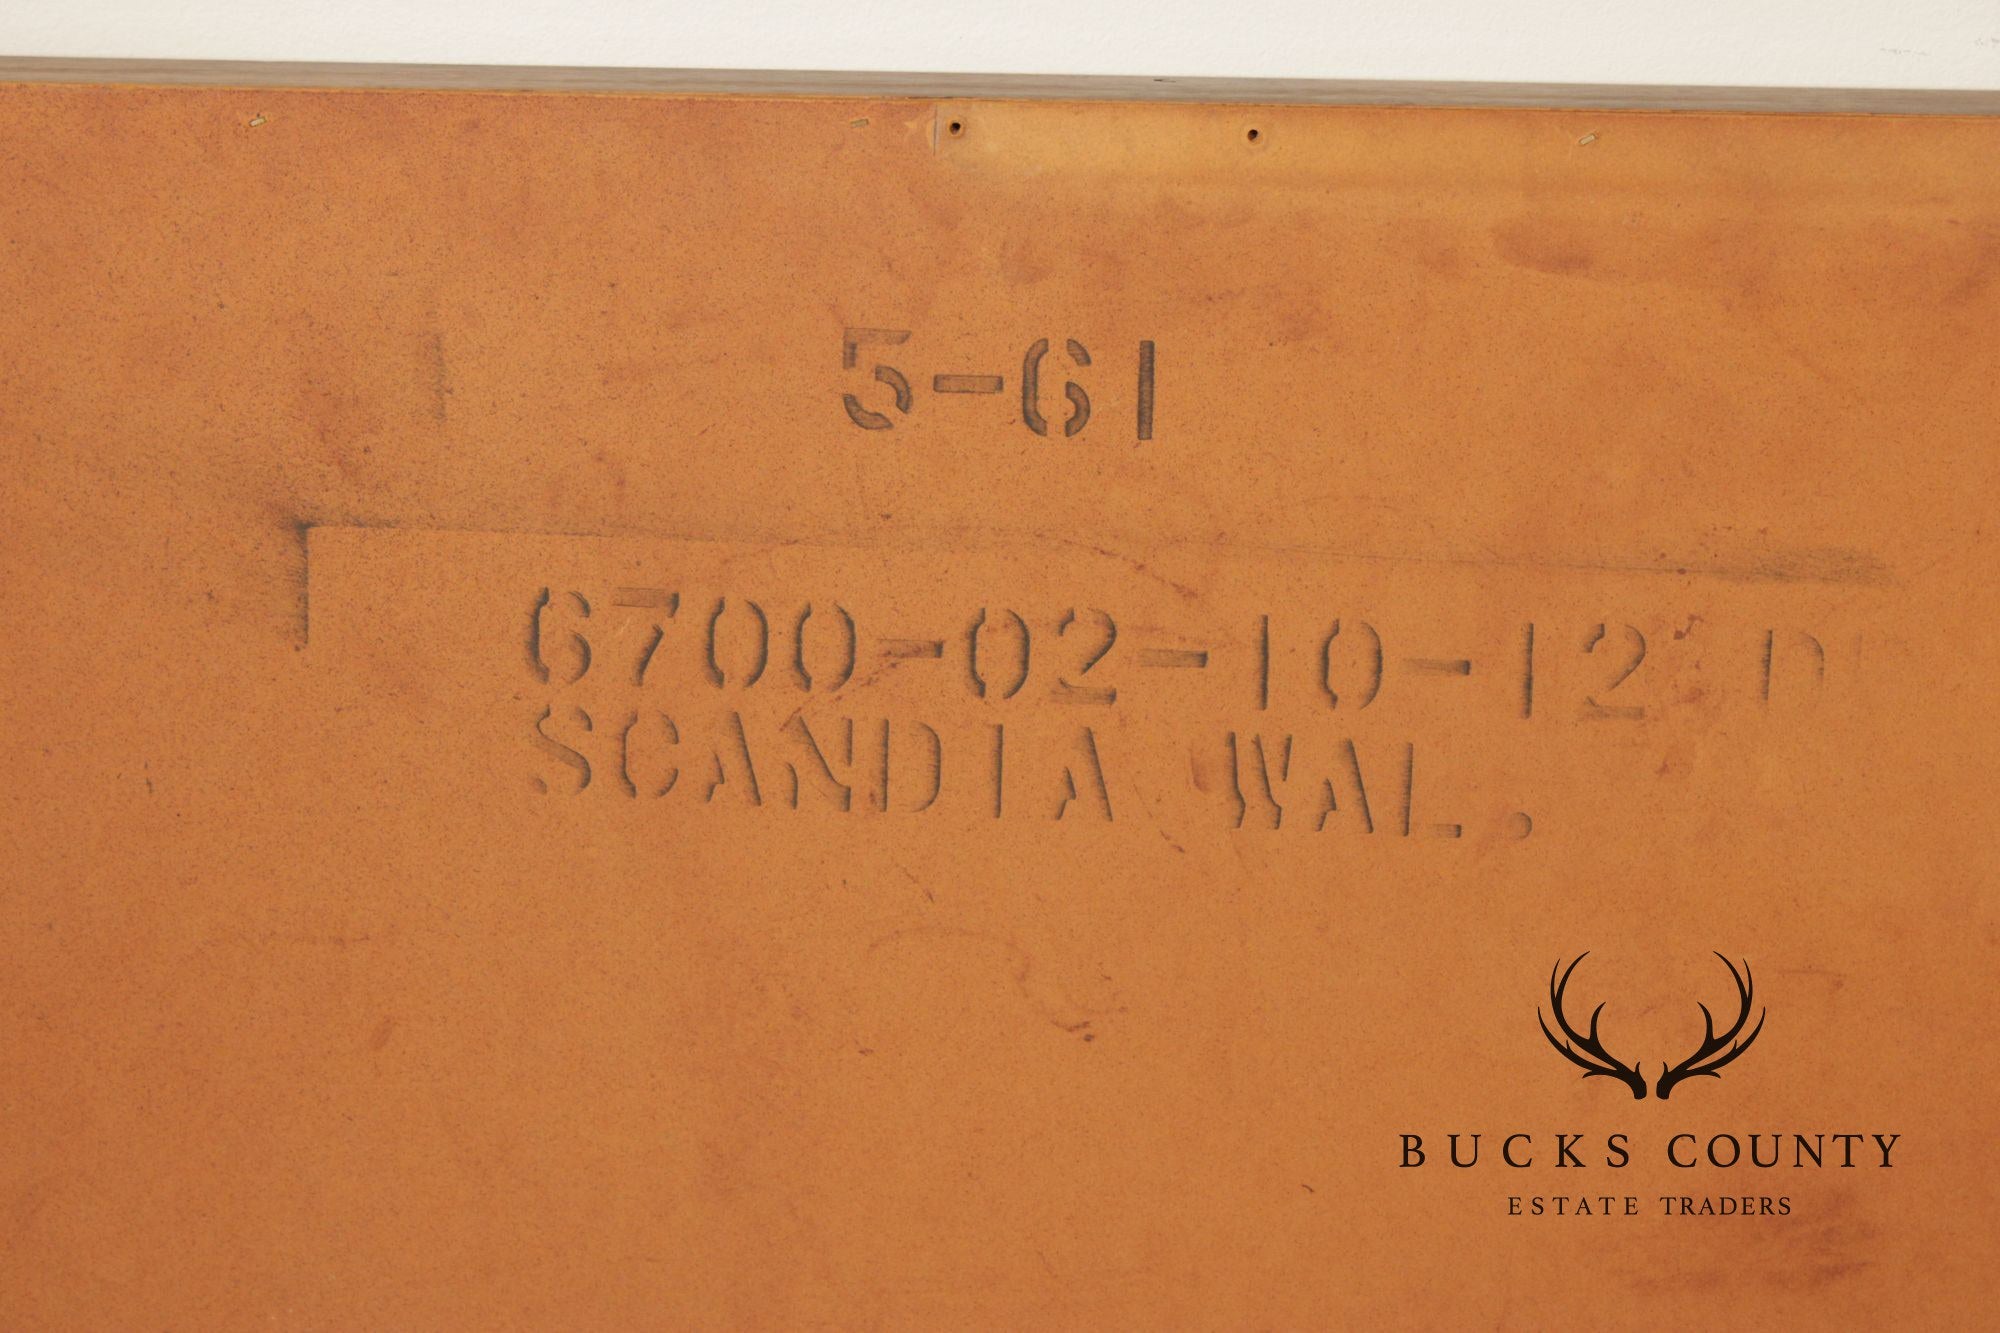 5-61
6700-02-10-12 D
SCANDIA WAL.
BUCKS COUNTY
ESTATE TRADERS